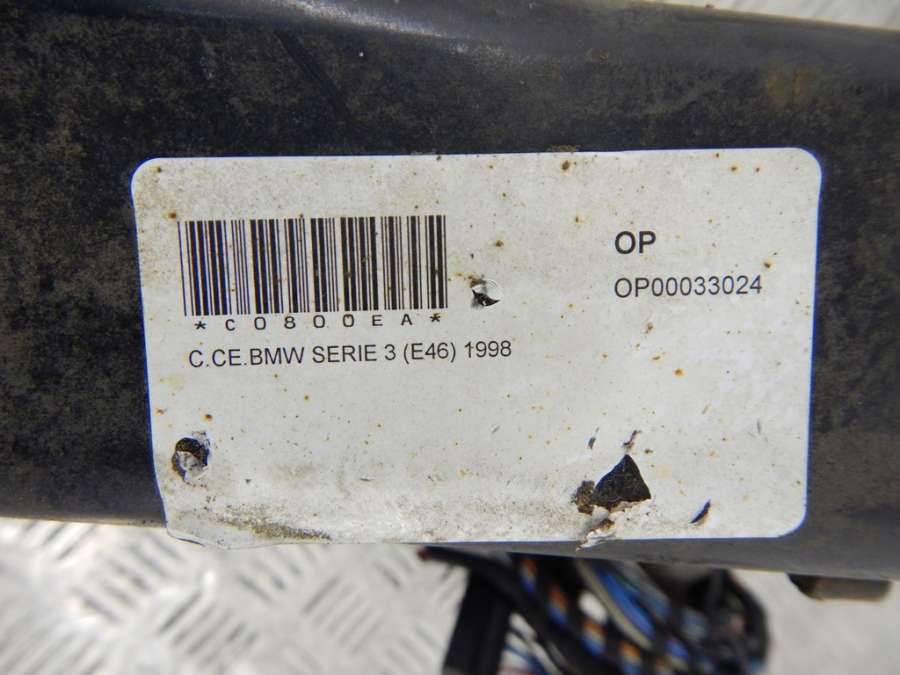 OP
OP00033024
*C0800EA*
C.CE.BMW SERIE 3 (E46) 1998